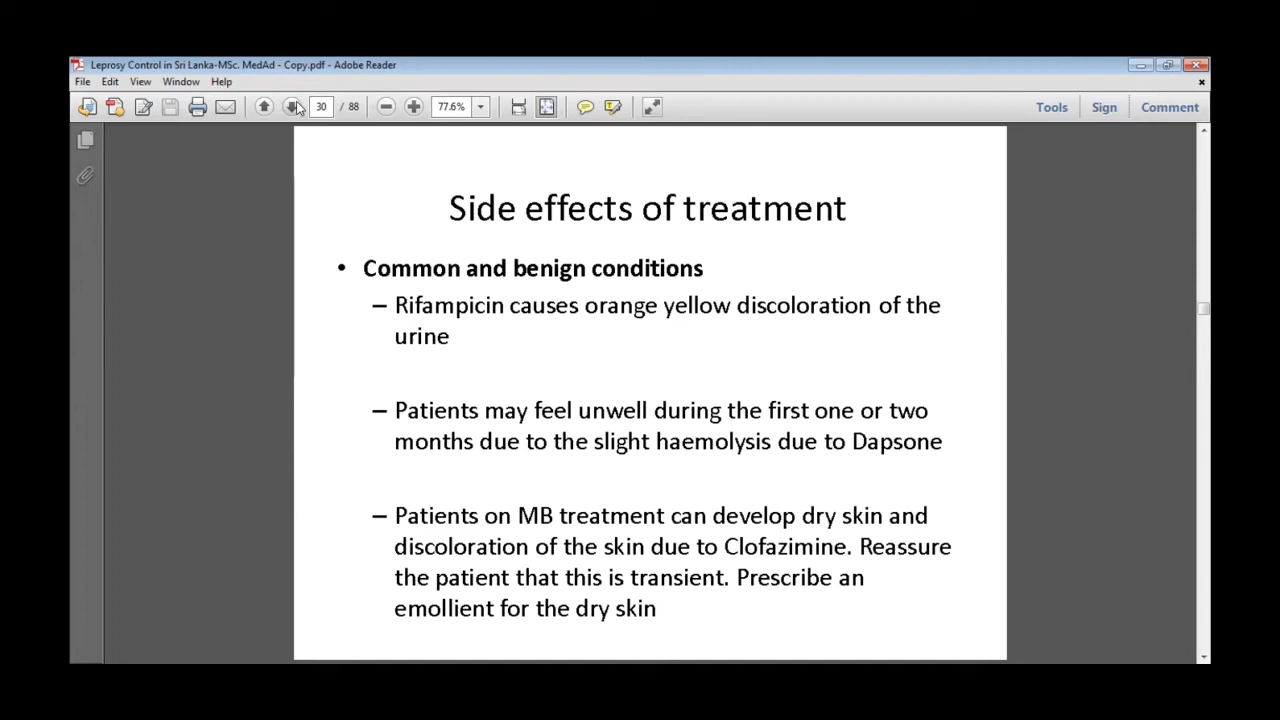 Leprosy Control in Sri Lanka-MSc. MedAd - Copy.pdf - Adobe Reader
File Edit View Window Help
30 / 88 77.6% Tools Sign Comment
Side effects of treatment
• Common and benign conditions
– Rifampicin causes orange yellow discoloration of the
urine
– Patients may feel unwell during the first one or two
months due to the slight haemolysis due to Dapsone
– Patients on MB treatment can develop dry skin and
discoloration of the skin due to Clofazimine. Reassure
the patient that this is transient. Prescribe an
emollient for the dry skin